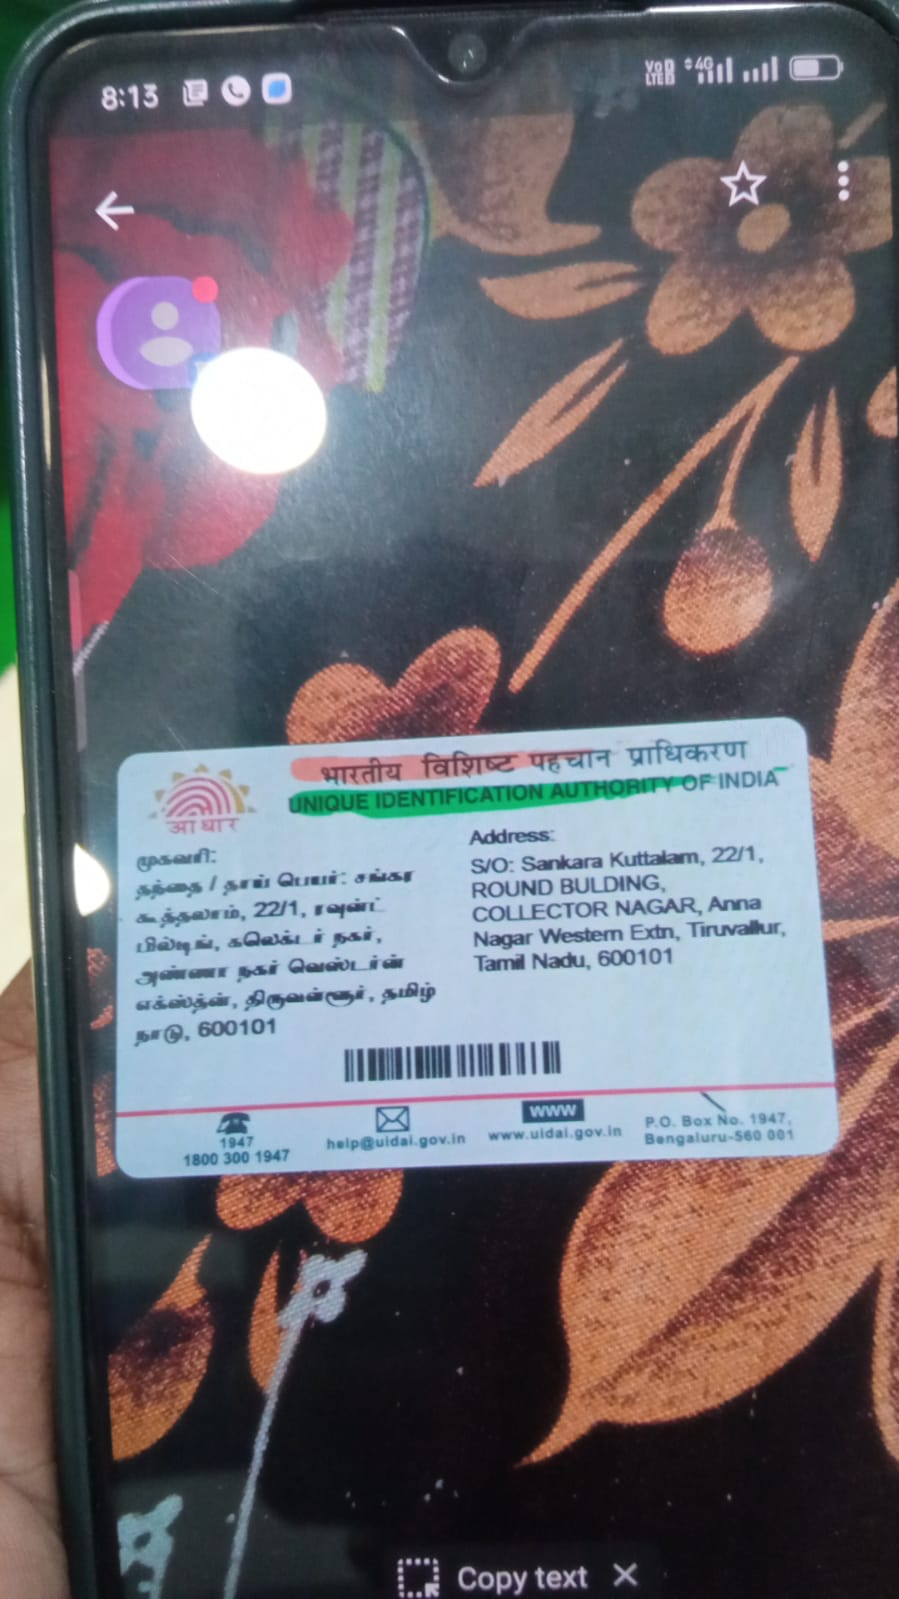 8:13
VoD LTE 4G
भारतीय विशिष्ट पहचान प्राधिकरण
UNIQUE IDENTIFICATION AUTHORITY OF INDIA
आधार
முகவரி:
தந்தை / தாய் பெயர்: சங்கர
கூத்தலாம், 22/1, ரவுன்ட்
பில்டிங், கலெக்டர் நகர்,
அண்ணா நகர் வெஸ்டர்ன்
எக்ஸ்த்ன், திருவள்ளூர், தமிழ்
நாடு, 600101
Address:
S/O: Sankara Kuttalam, 22/1,
ROUND BULDING,
COLLECTOR NAGAR, Anna
Nagar Western Extn, Tiruvallur,
Tamil Nadu, 600101
1947
1800 300 1947
help@uidai.gov.in
WWW
www.uidai.gov.in
P.O. Box No. 1947,
Bengaluru-560 001
Copy text